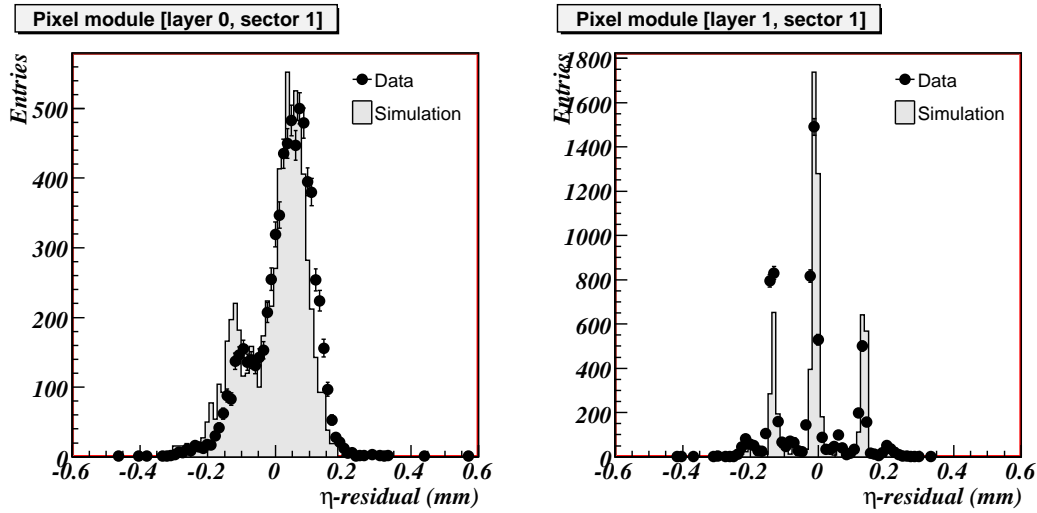 Pixel module [layer 0, sector 1]
Entries
Data
Simulation
500
400
300
200
100
0
-0.6 -0.4 -0.2 0 0.2 0.4 0.6
η-residual (mm)
Pixel module [layer 1, sector 1]
Entries
Data
Simulation
1800
1600
1400
1200
1000
800
600
400
200
0
-0.6 -0.4 -0.2 0 0.2 0.4 0.6
η-residual (mm)